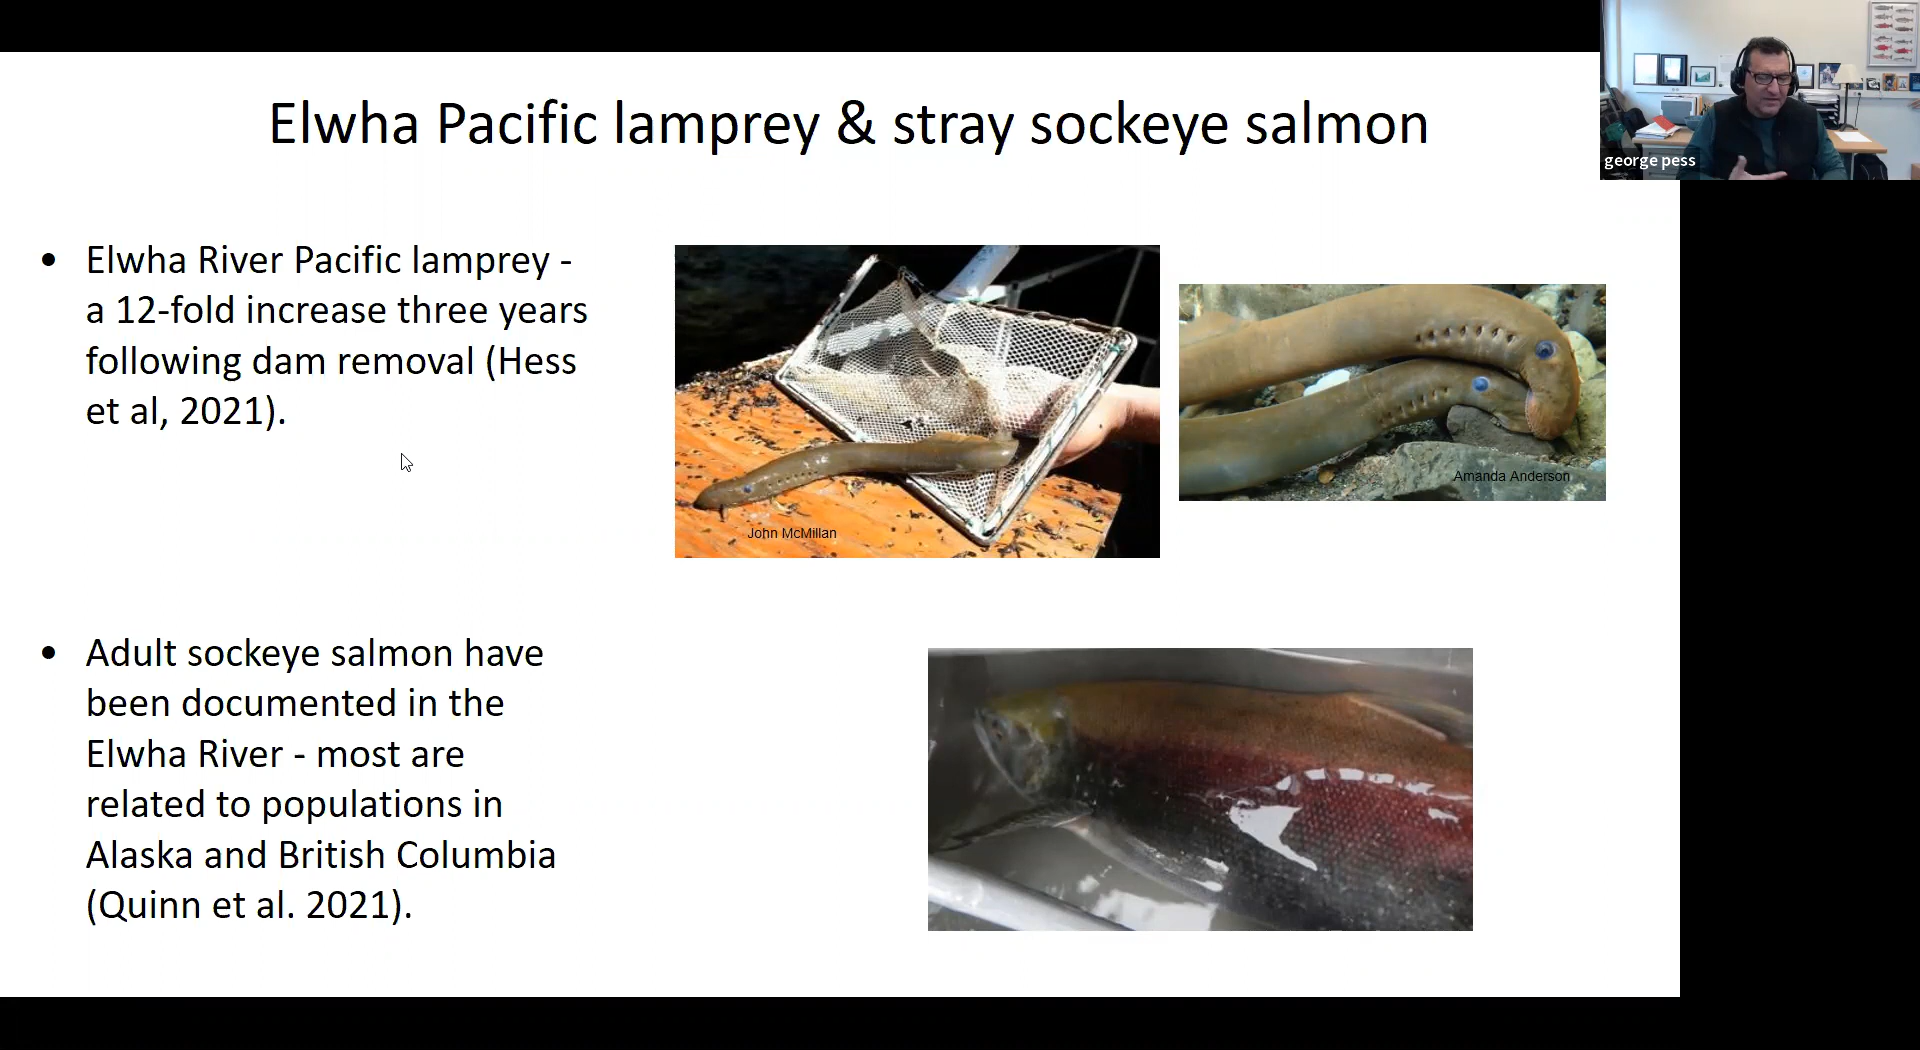 Elwha Pacific lamprey & stray sockeye salmon
george pess
• Elwha River Pacific lamprey -
a 12-fold increase three years
following dam removal (Hess
et al, 2021).
John McMillan
Amanda Anderson
• Adult sockeye salmon have
been documented in the
Elwha River - most are
related to populations in
Alaska and British Columbia
(Quinn et al. 2021).